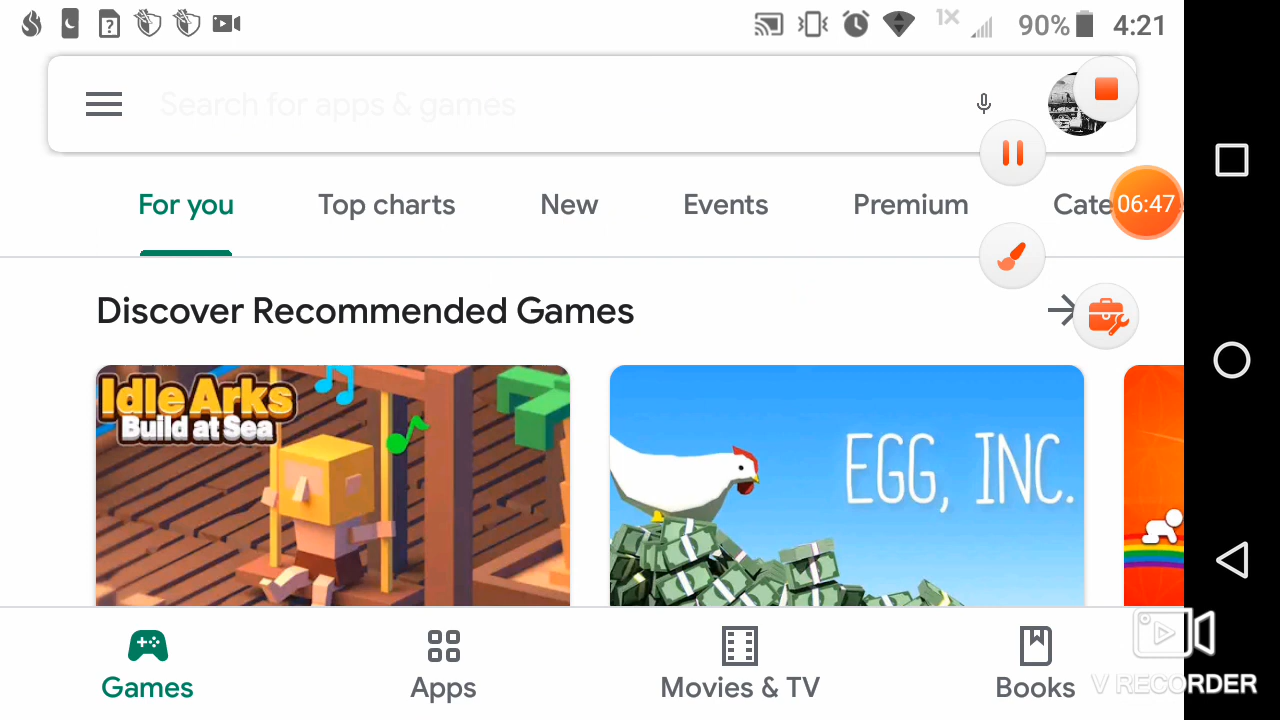 1X 90% 4:21
Search for apps & games
For you Top charts New Events Premium Cate 06:47
Discover Recommended Games
Idle Arks
Build at Sea
EGG, INC.
Games Apps Movies & TV Books
V RECORDER